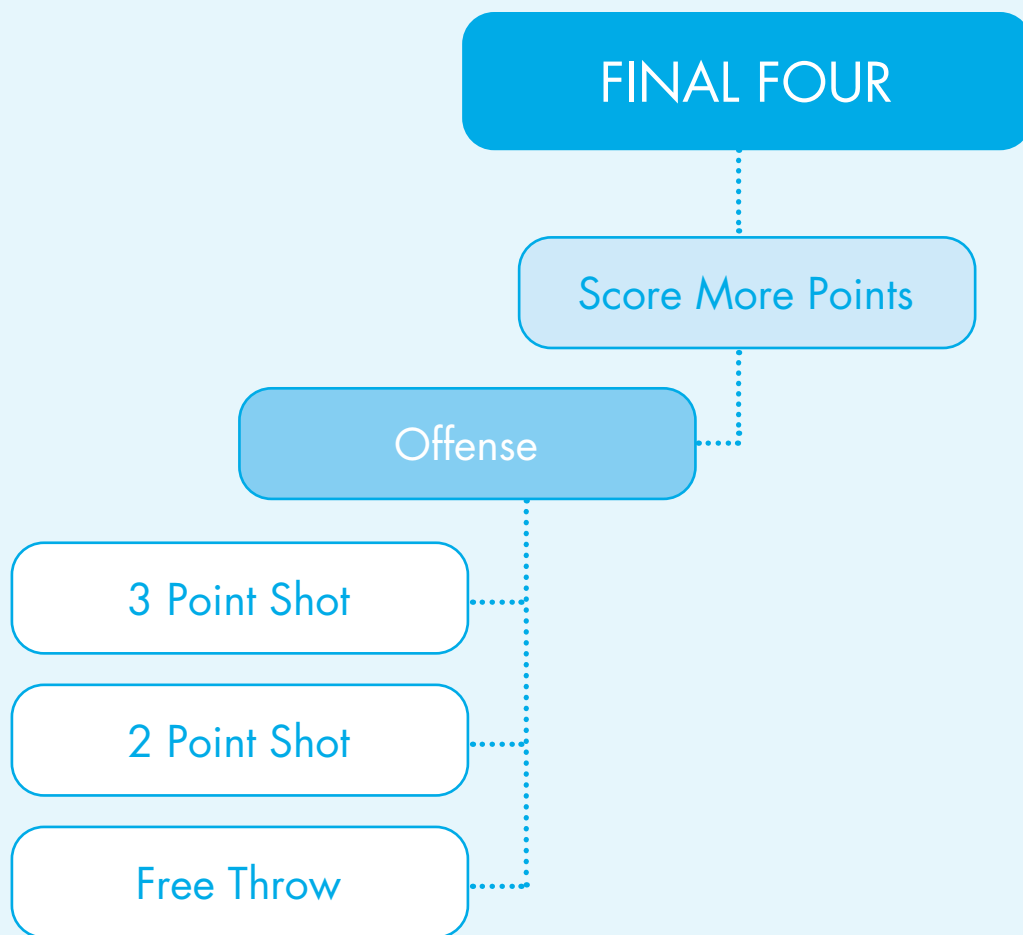 FINAL FOUR
Score More Points
Offense
3 Point Shot
2 Point Shot
Free Throw